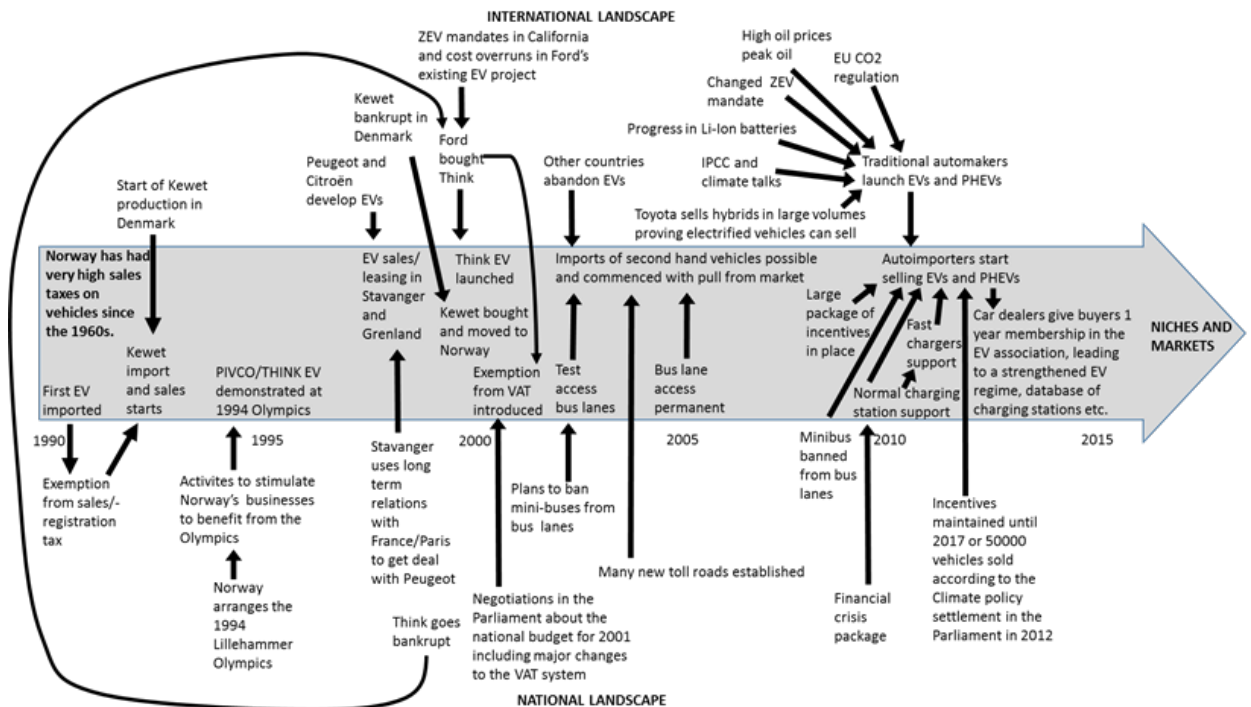 INTERNATIONAL LANDSCAPE
ZEV mandates in California
and cost overruns in Ford's
existing EV project
High oil prices
peak oil
EU CO2
regulation
Changed ZEV
mandate
Kewet
bankrupt in
Denmark
Progress in Li-Ion batteries
Ford
bought
Think
Peugeot and
Citroën
develop EVs
Other countries
abandon EVs
IPCC and
climate talks
Traditional automakers
launch EVs and PHEVs
Start of Kewet
production in
Denmark
Toyota sells hybrids in large volumes
proving electrified vehicles can sell
Norway has had
very high sales
taxes on
vehicles since
the 1960s.
EV sales/
leasing in
Stavanger
and
Grenland
Think EV
launched
Imports of second hand vehicles possible
and commenced with pull from market
Autoimporters start
selling EVs and PHEVs
Large
package of
incentives
in place
Kewet bought
and moved to
Norway
Fast
chargers
support
Car dealers give buyers 1
year membership in the
EV association, leading
to a strengthened EV
regime, database of
charging stations etc.
NICHES AND
MARKETS
Kewet
import
and sales
starts
First EV
imported
PIVCO/THINK EV
demonstrated at
1994 Olympics
Exemption
from VAT
introduced
Test
access
bus lanes
Bus lane
access
permanent
Normal charging
station support
1990
1995
2000
2005
2010
2015
Exemption
from sales/-
registration
tax
Activites to stimulate
Norway's businesses
to benefit from the
Olympics
Stavanger
uses long
term
relations
with
France/Paris
to get deal
with Peugeot
Plans to ban
mini-buses from
bus lanes
Minibus
banned
from bus
lanes
Incentives
maintained until
2017 or 50000
vehicles sold
according to the
Climate policy
settlement in the
Parliament in 2012
Many new toll roads established
Norway
arranges the
1994
Lillehammer
Olympics
Think goes
bankrupt
Negotiations in the
Parliament about the
national budget for 2001
including major changes
to the VAT system
Financial
crisis
package
NATIONAL LANDSCAPE